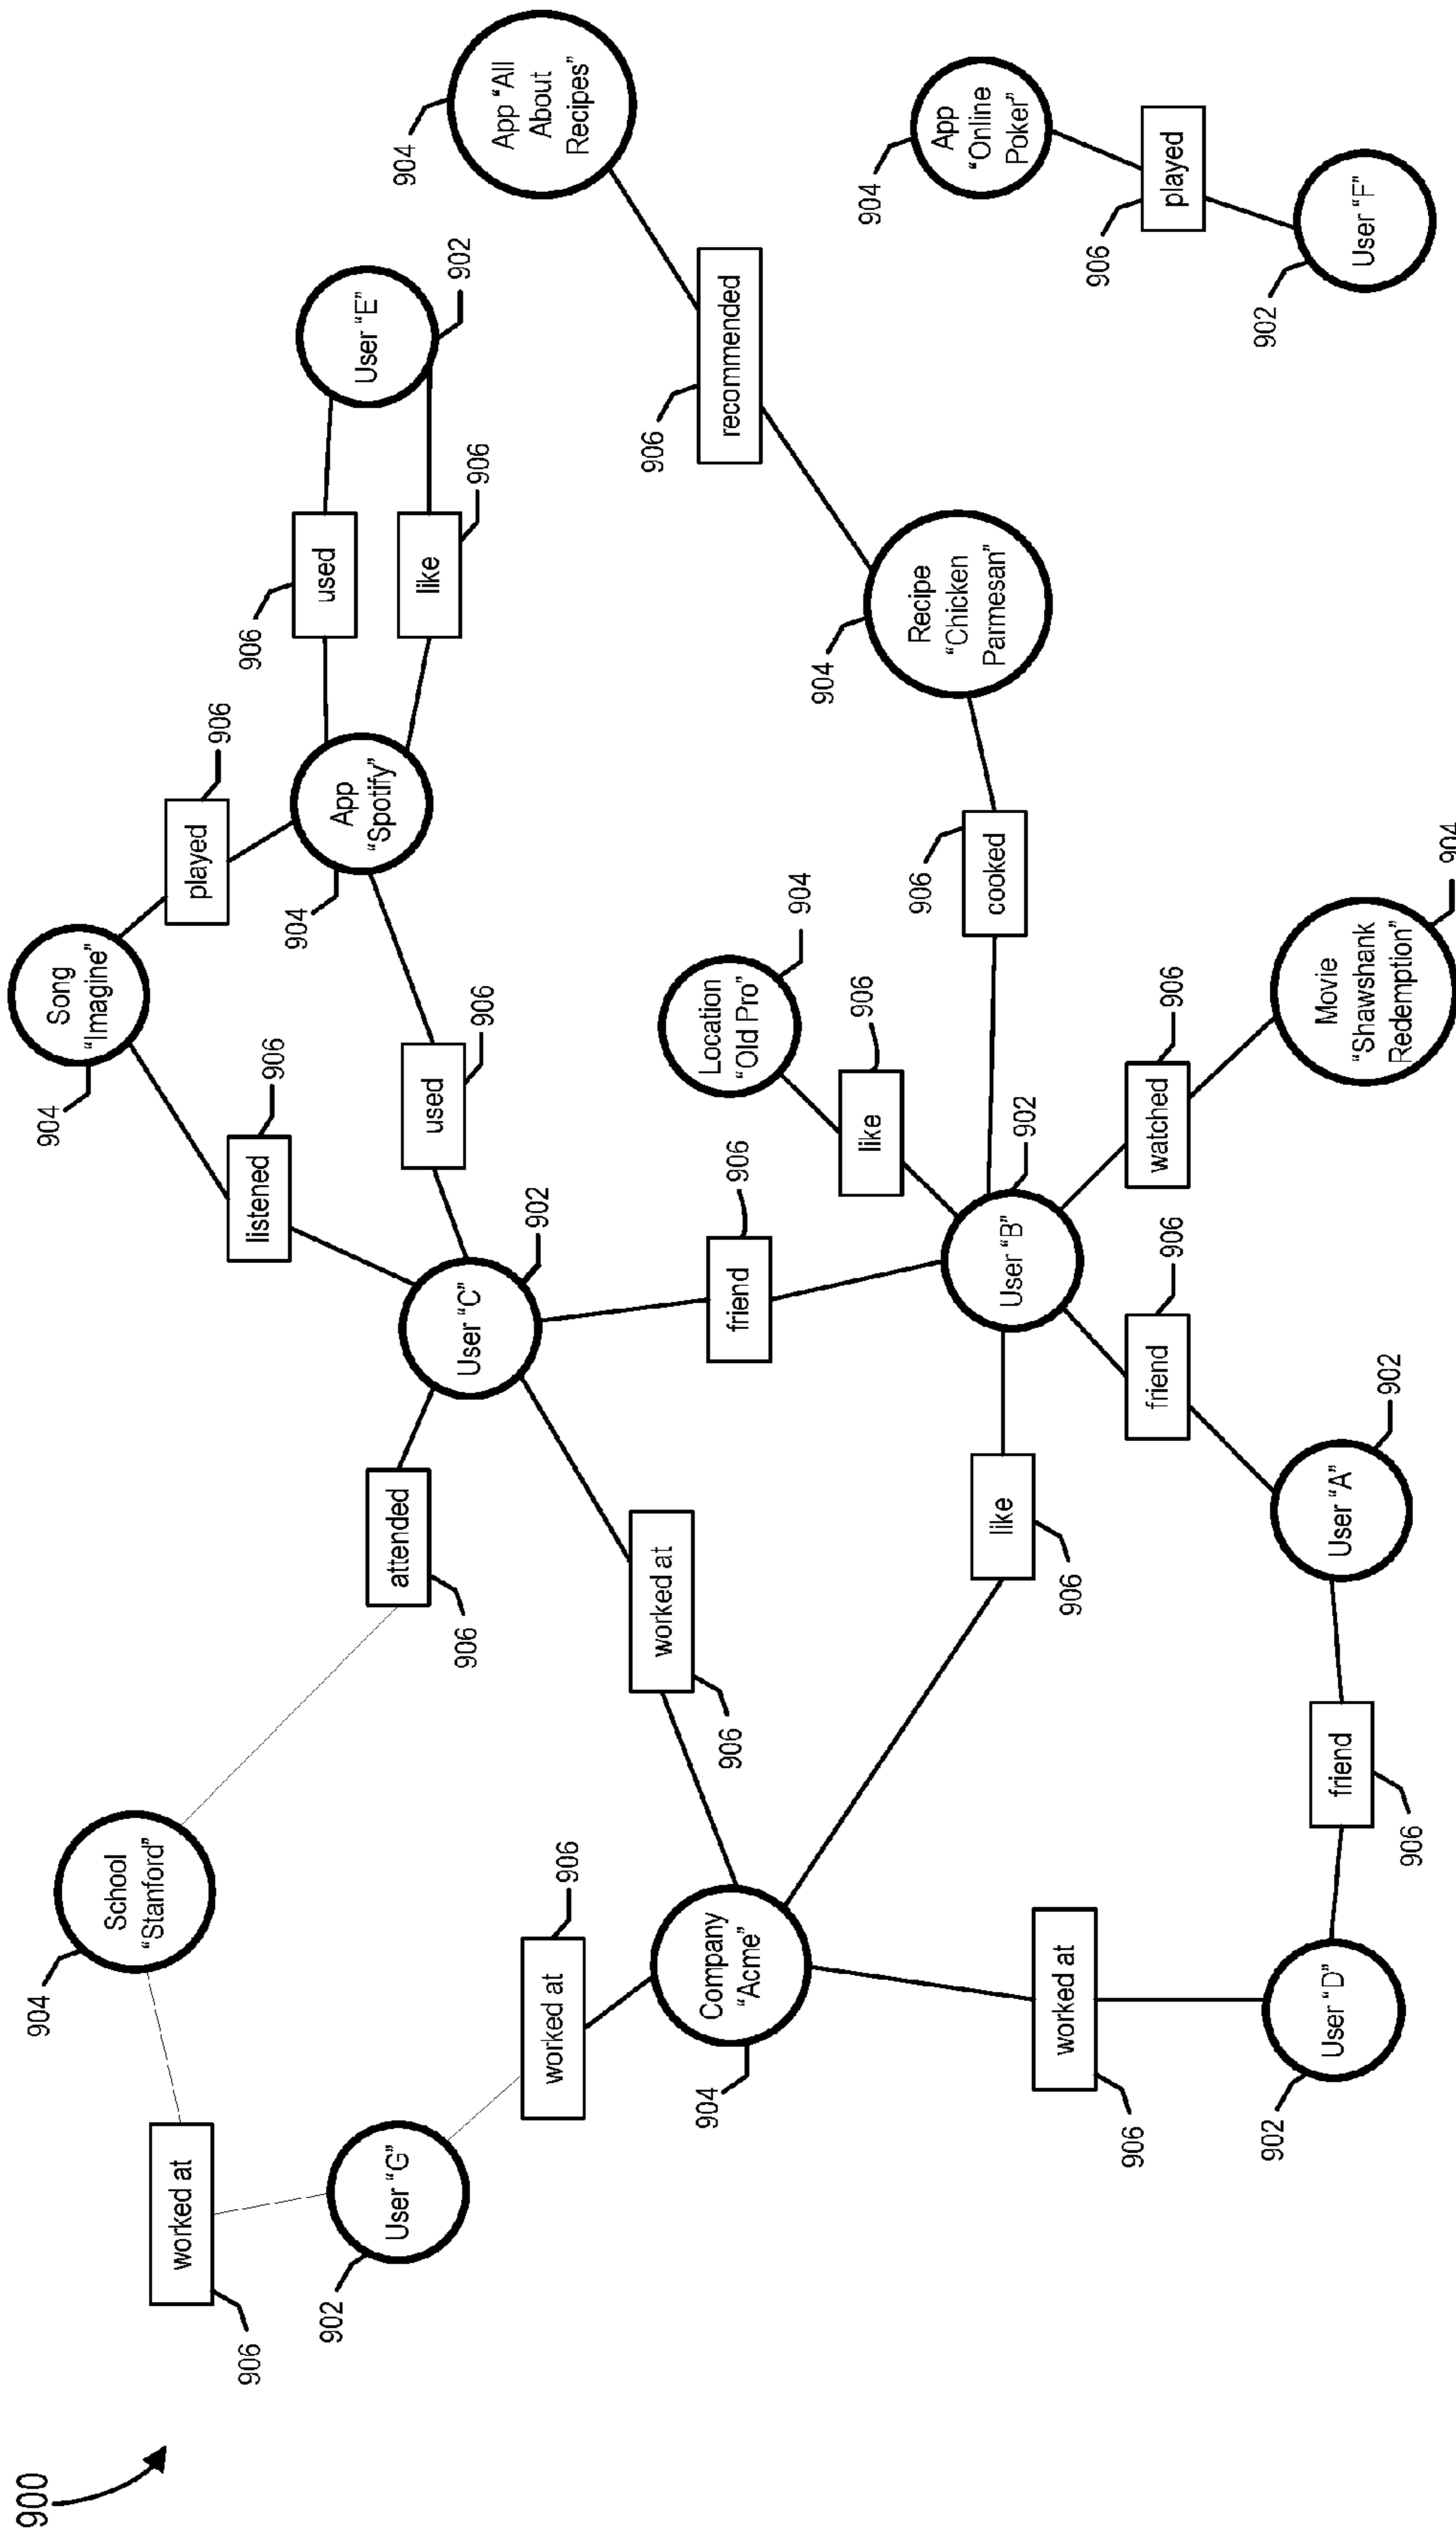 900
904
School
"Stanford"
904
Song
"Imagine"
worked at
906
906
listened
906
played
906
902
User "G"
attended
906
User "C"
902
used
906
904
App
"Spotify"
906
used
like
906
User "E"
902
904
App "All
About
Recipes"
worked at
906
worked at
906
friend
906
Location
"Old Pro"
904
906
recommended
904
Company
"Acme"
like
906
like
906
906
cooked
904
Recipe
"Chicken
Parmesan"
904
App
"Online
Poker"
User "B"
902
worked at
906
friend
906
watched
906
906
played
902
User "D"
friend
906
User "A"
902
Movie
"Shawshank
Redemption"
904
902
User "F"